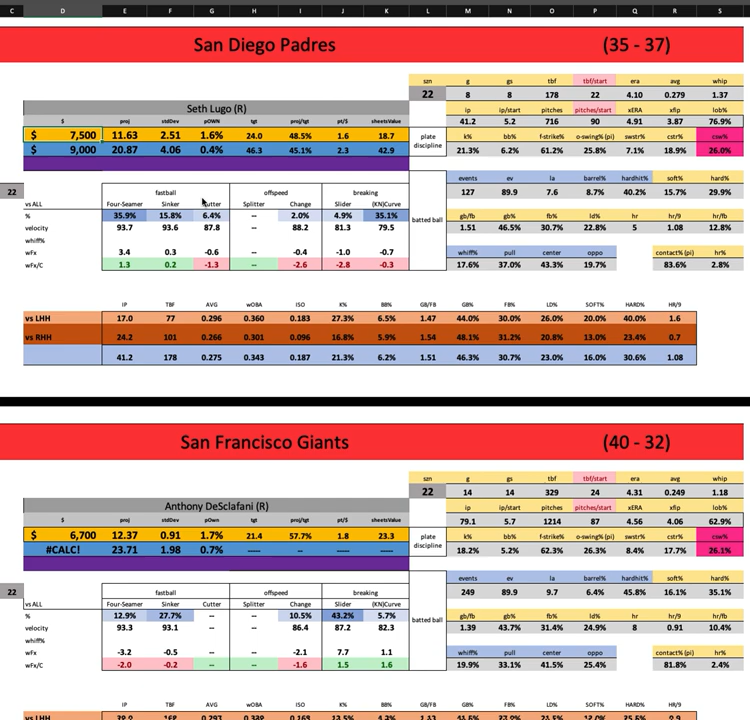 C D E F G H I J K L M N O P Q R S
San Diego Padres (35 - 37)
szn g gs tbf tbf/start era avg whip
22 8 8 178 22 4.10 0.279 1.37
Seth Lugo (R) ip ip/start pitches pitches/start xERA xfip lob%
41.2 5.2 716 90 4.91 3.87 76.9%
$ proj stdDev pOWN tgt proj/tgt pt/$ sheetsValue
$ 7,500 11.63 2.51 1.6% 24.0 48.5% 1.6 18.7 plate discipline k% bb% f-strike% o-swing% (pi) swstr% cstr% csw%
$ 9,000 20.87 4.06 0.4% 46.3 45.1% 2.3 42.9 21.3% 6.2% 61.2% 25.8% 7.1% 18.9% 26.0%
events ev la barrel% hardhit% soft% hard%
22 fastball offspeed breaking 127 89.9 7.6 8.7% 40.2% 15.7% 29.9%
vs ALL Four-Seamer Sinker Cutter Splitter Change Slider (KN)Curve
% 35.9% 15.8% 6.4% -- 2.0% 4.9% 35.1% batted ball gb/fb gb% fb% ld% hr hr/9 hr/fb
velocity 93.7 93.6 87.8 -- 88.2 81.3 79.5 1.51 46.5% 30.7% 22.8% 5 1.08 12.8%
whiff%
wFx 3.4 0.3 -0.6 -- -0.4 -1.0 -0.7 whiff% pull center oppo contact% (pi) hr%
wFx/C 1.3 0.2 -1.3 -- -2.6 -2.8 -0.3 17.6% 37.0% 43.3% 19.7% 83.6% 2.8%
IP TBF AVG wOBA ISO K% BB% GB/FB GB% FB% LD% SOFT% HARD% HR/9
vs LHH 17.0 77 0.296 0.360 0.183 27.3% 6.5% 1.47 44.0% 30.0% 26.0% 20.0% 40.0% 1.6
vs RHH 24.2 101 0.266 0.301 0.096 16.8% 5.9% 1.54 48.1% 31.2% 20.8% 13.0% 23.4% 0.7
41.2 178 0.275 0.343 0.187 21.3% 6.2% 1.51 46.3% 30.7% 23.0% 16.0% 30.6% 1.08
San Francisco Giants (40 - 32)
szn g gs tbf tbf/start era avg whip
22 14 14 329 24 4.31 0.249 1.18
Anthony DeSclafani (R) ip ip/start pitches pitches/start xERA xfip lob%
$ proj stdDev pOwn tgt proj/tgt pt/$ sheetsValue 79.1 5.7 1214 87 4.56 4.06 62.9%
$ 6,700 12.37 0.91 1.7% 21.4 57.7% 1.8 23.3 plate discipline k% bb% f-strike% o-swing% (pi) swstr% cstr% csw%
#CALC! 23.71 1.98 0.7% ----- -- -- -- 18.2% 5.2% 62.3% 26.3% 8.4% 17.7% 26.1%
events ev la barrel% hardhit% soft% hard%
22 fastball offspeed breaking 249 89.9 9.7 6.4% 45.8% 16.1% 35.1%
vs ALL Four-Seamer Sinker Cutter Splitter Change Slider (KN)Curve
% 12.9% 27.7% -- -- 10.5% 43.2% 5.7% batted ball gb/fb gb% fb% ld% hr hr/9 hr/fb
velocity 93.3 93.1 -- -- 86.4 87.2 82.3 1.39 43.7% 31.4% 24.9% 8 0.91 10.4%
whiff%
wFx -3.2 -0.5 -- -- -2.1 7.7 1.1 whiff% pull center oppo contact% (pi) hr%
wFx/C -2.0 -0.2 -- -- -1.6 1.5 1.6 19.9% 33.1% 41.5% 25.4% 81.8% 2.4%
IP TBF AVG wOBA ISO K% BB% GB/FB GB% FB% LD% SOFT% HARD% HR/9
vs LHH